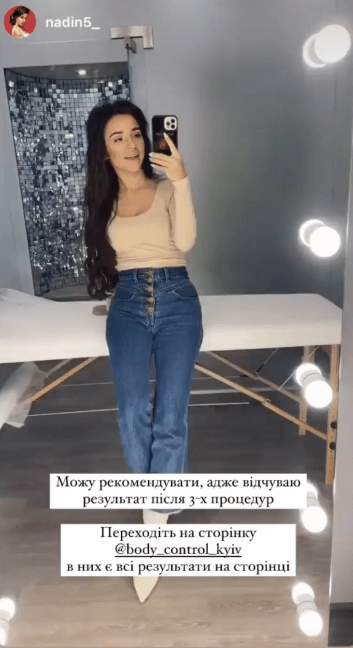 nadin5_
Можу рекомендувати, адже відчуваю
результат після 3-х процедур
Переходіть на сторінку
@body_control_kyiv
в них є всі результати на сторінці